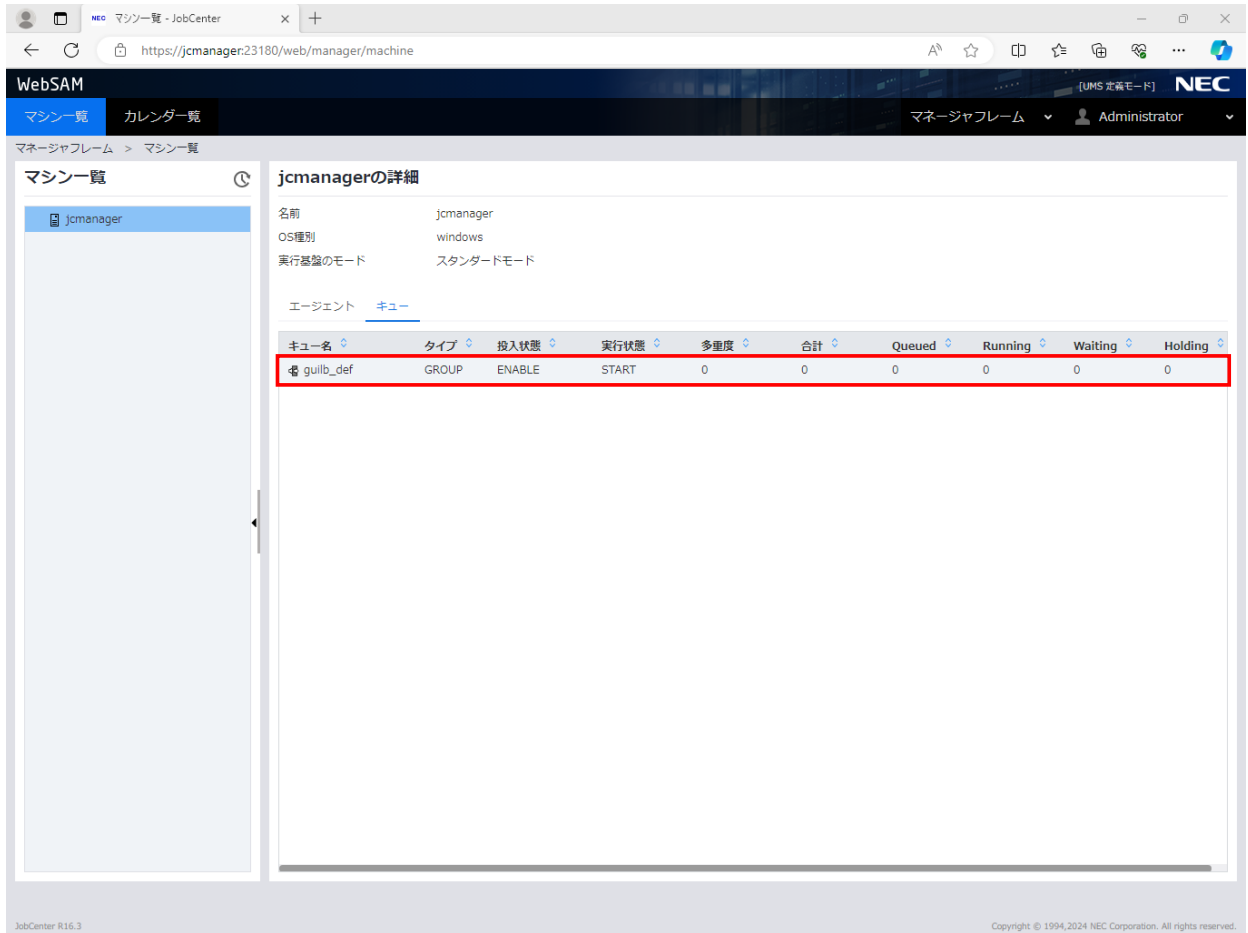 NEC マシン一覧 - JobCenter
https://jcmanager:23180/web/manager/machine
WebSAM [UMS 定義モード] NEC
マシン一覧 カレンダ一覧 マネージャフレーム Administrator
マネージャフレーム > マシン一覧
マシン一覧
jcmanager
jcmanagerの詳細
名前 jcmanager
OS種別 windows
実行基盤のモード スタンダードモード
エージェント キュー
キュー名 タイプ 投入状態 実行状態 多重度 合計 Queued Running Waiting Holding
guilb_def GROUP ENABLE START 0 0 0 0 0 0
JobCenter R16.3 Copyright © 1994,2024 NEC Corporation. All rights reserved.